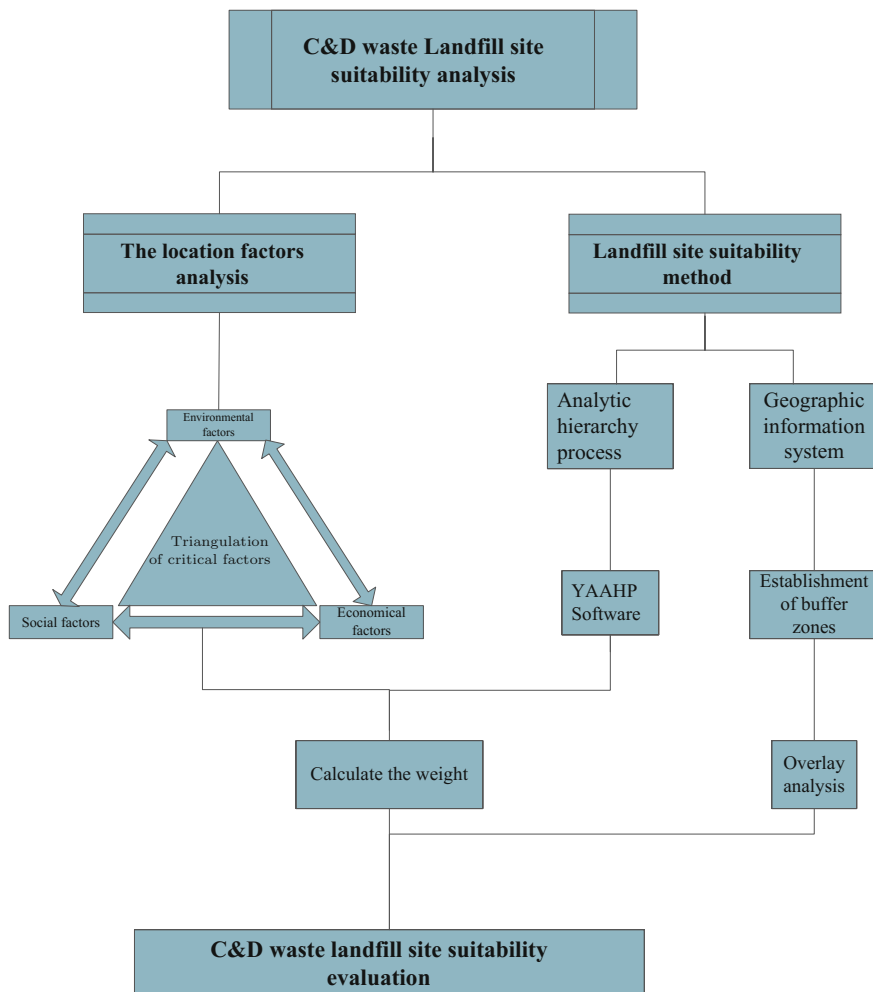 C&D waste Landfill site
suitability analysis
The location factors
analysis
Landfill site suitability
method
Environmental
factors
Analytic
hierarchy
process
Geographic
information
system
Triangulation
of critical factors
Social factors
Economical
factors
YAAHP
Software
Establishment
of buffer
zones
Calculate the weight
Overlay
analysis
C&D waste landfill site suitability
evaluation